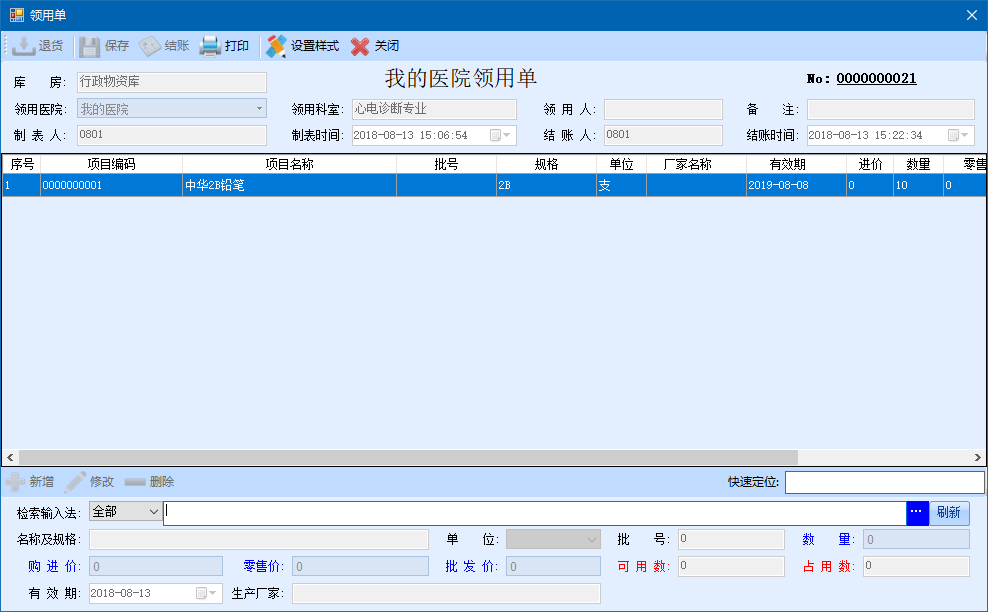 领用单
退货 保存 结账 打印 设置样式 关闭
我的医院领用单 No: 0000000021
库 房: 行政物资库
领用医院: 我的医院 领用科室: 心电诊断专业 领 用 人: 备 注:
制 表 人: 0801 制表时间: 2018-08-13 15:06:54 结 账 人: 0801 结账时间: 2018-08-13 15:22:34
序号 项目编码 项目名称 批号 规格 单位 厂家名称 有效期 进价 数量 零售
1 0000000001 中华2B铅笔 2B 支 2019-08-08 0 10 0
新增 修改 删除 快速定位:
检索输入法: 全部 ... 刷新
名称及规格: 单 位: 批 号: 0 数 量: 0
购 进 价: 0 零售价: 0 批 发 价: 0 可 用 数: 0 占 用 数: 0
有 效 期: 2018-08-13 生产厂家: